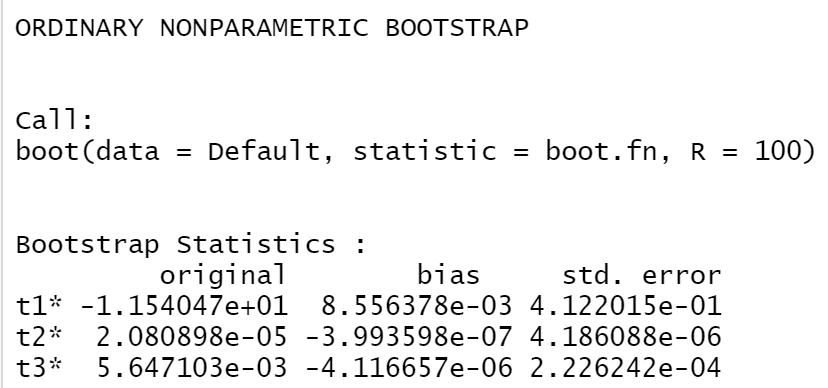 ORDINARY NONPARAMETRIC BOOTSTRAP
Call:
boot(data = Default, statistic = boot.fn, R = 100)
Bootstrap Statistics :
original bias std. error
t1* -1.154047e+01 8.556378e-03 4.122015e-01
t2* 2.080898e-05 -3.993598e-07 4.186088e-06
t3* 5.647103e-03 -4.116657e-06 2.226242e-04